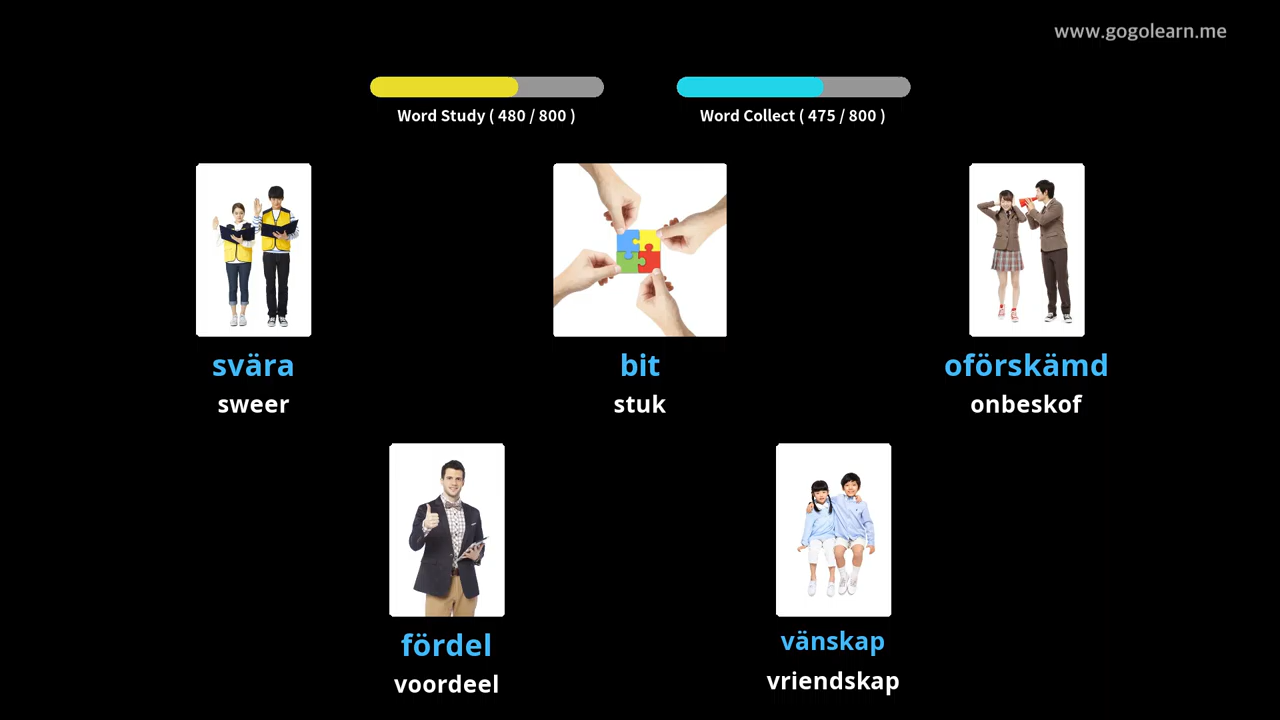 www.gogolearn.me
Word Study ( 480 / 800 )
Word Collect ( 475 / 800 )
svära
sweer
bit
stuk
oförskämd
onbeskof
fördel
voordeel
vänskap
vriendskap